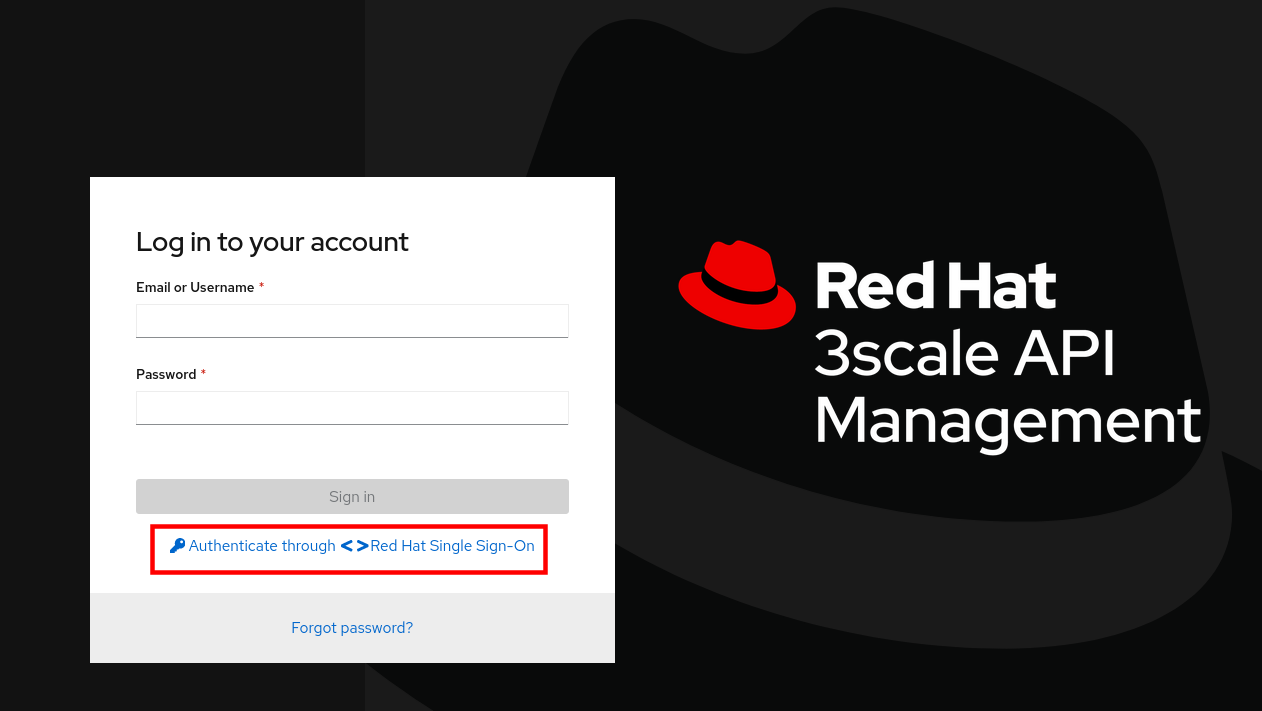 Log in to your account
Email or Username *
Password *
Sign in
Authenticate through <> Red Hat Single Sign-On
Forgot password?
Red Hat
3scale API
Management